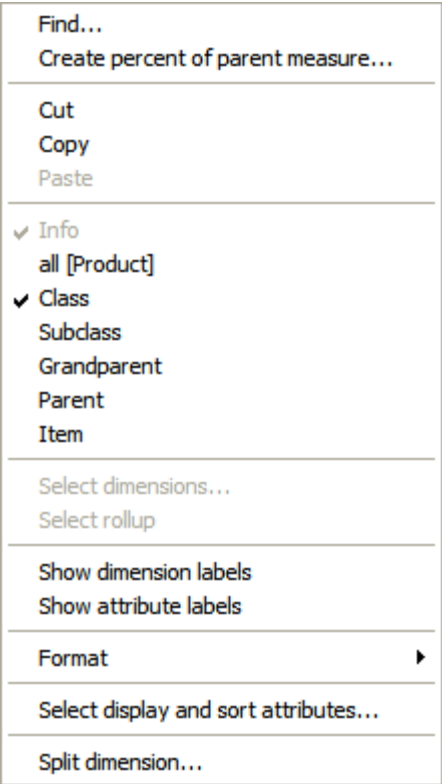 Find...
Create percent of parent measure...
Cut
Copy
Paste
Info
all [Product]
Class
Subclass
Grandparent
Parent
Item
Select dimensions...
Select rollup
Show dimension labels
Show attribute labels
Format
Select display and sort attributes...
Split dimension...